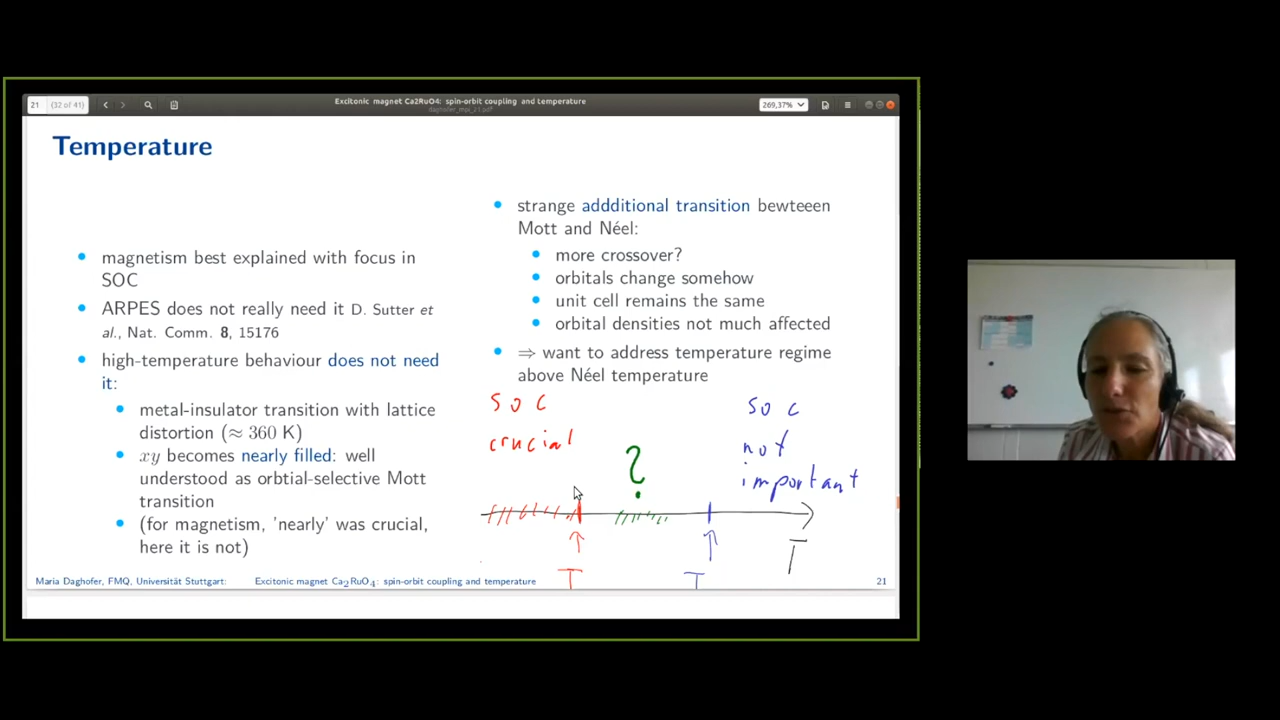 21 (32 of 41)
Excitonic magnet Ca2RuO4: spin-orbit coupling and temperature
269,37%
Temperature
magnetism best explained with focus in
SOC
ARPES does not really need it D. Sutter et
al., Nat. Comm. 8, 15176
high-temperature behaviour does not need
it:
metal-insulator transition with lattice
distortion (≈ 360 K)
xy becomes nearly filled: well
understood as orbtial-selective Mott
transition
(for magnetism, 'nearly' was crucial,
here it is not)
strange addditional transition bewteeen
Mott and Néel:
more crossover?
orbitals change somehow
unit cell remains the same
orbital densities not much affected
⇒ want to address temperature regime
above Néel temperature
SOC
crucial
?
SOC
not
important
T
T
T
Maria Daghofer, FMQ, Universität Stuttgart:
Excitonic magnet Ca₂RuO₄: spin-orbit coupling and temperature
21